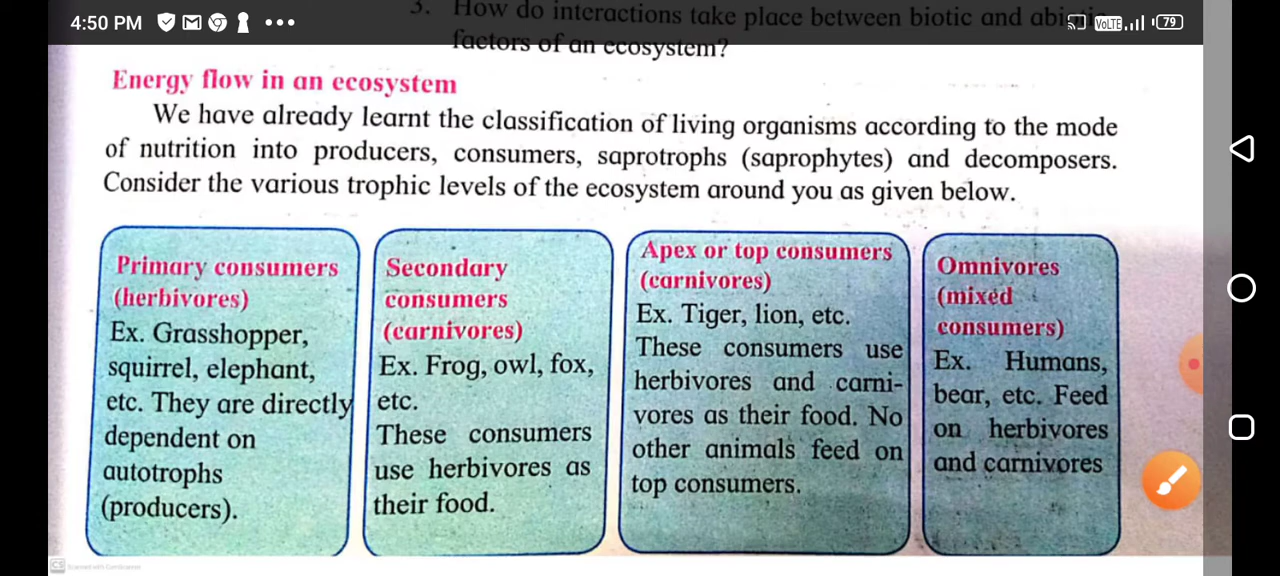 4:50 PM
VoLTE
79
3. How do interactions take place between biotic and
factors of an ecosystem?
Energy flow in an ecosystem
We have already learnt the classification of living organisms according to the mode
of nutrition into producers, consumers, saprotrophs (saprophytes) and decomposers.
Consider the various trophic levels of the ecosystem around you as given below.
Primary consumers
(herbivores)
Ex. Grasshopper,
squirrel, elephant,
etc. They are directly
dependent on
autotrophs
(producers).
Secondary
consumers
(carnivores)
Ex. Frog, owl, fox,
etc.
These consumers
use herbivores as
their food.
Apex or top consumers
(carnivores)
Ex. Tiger, lion, etc.
These consumers use
herbivores and carni-
vores as their food. No
other animals feed on
top consumers.
Omnivores
(mixed
consumers)
Ex. Humans,
bear, etc. Feed
on herbivores
and carnivores
CS Scanned with CamScanner